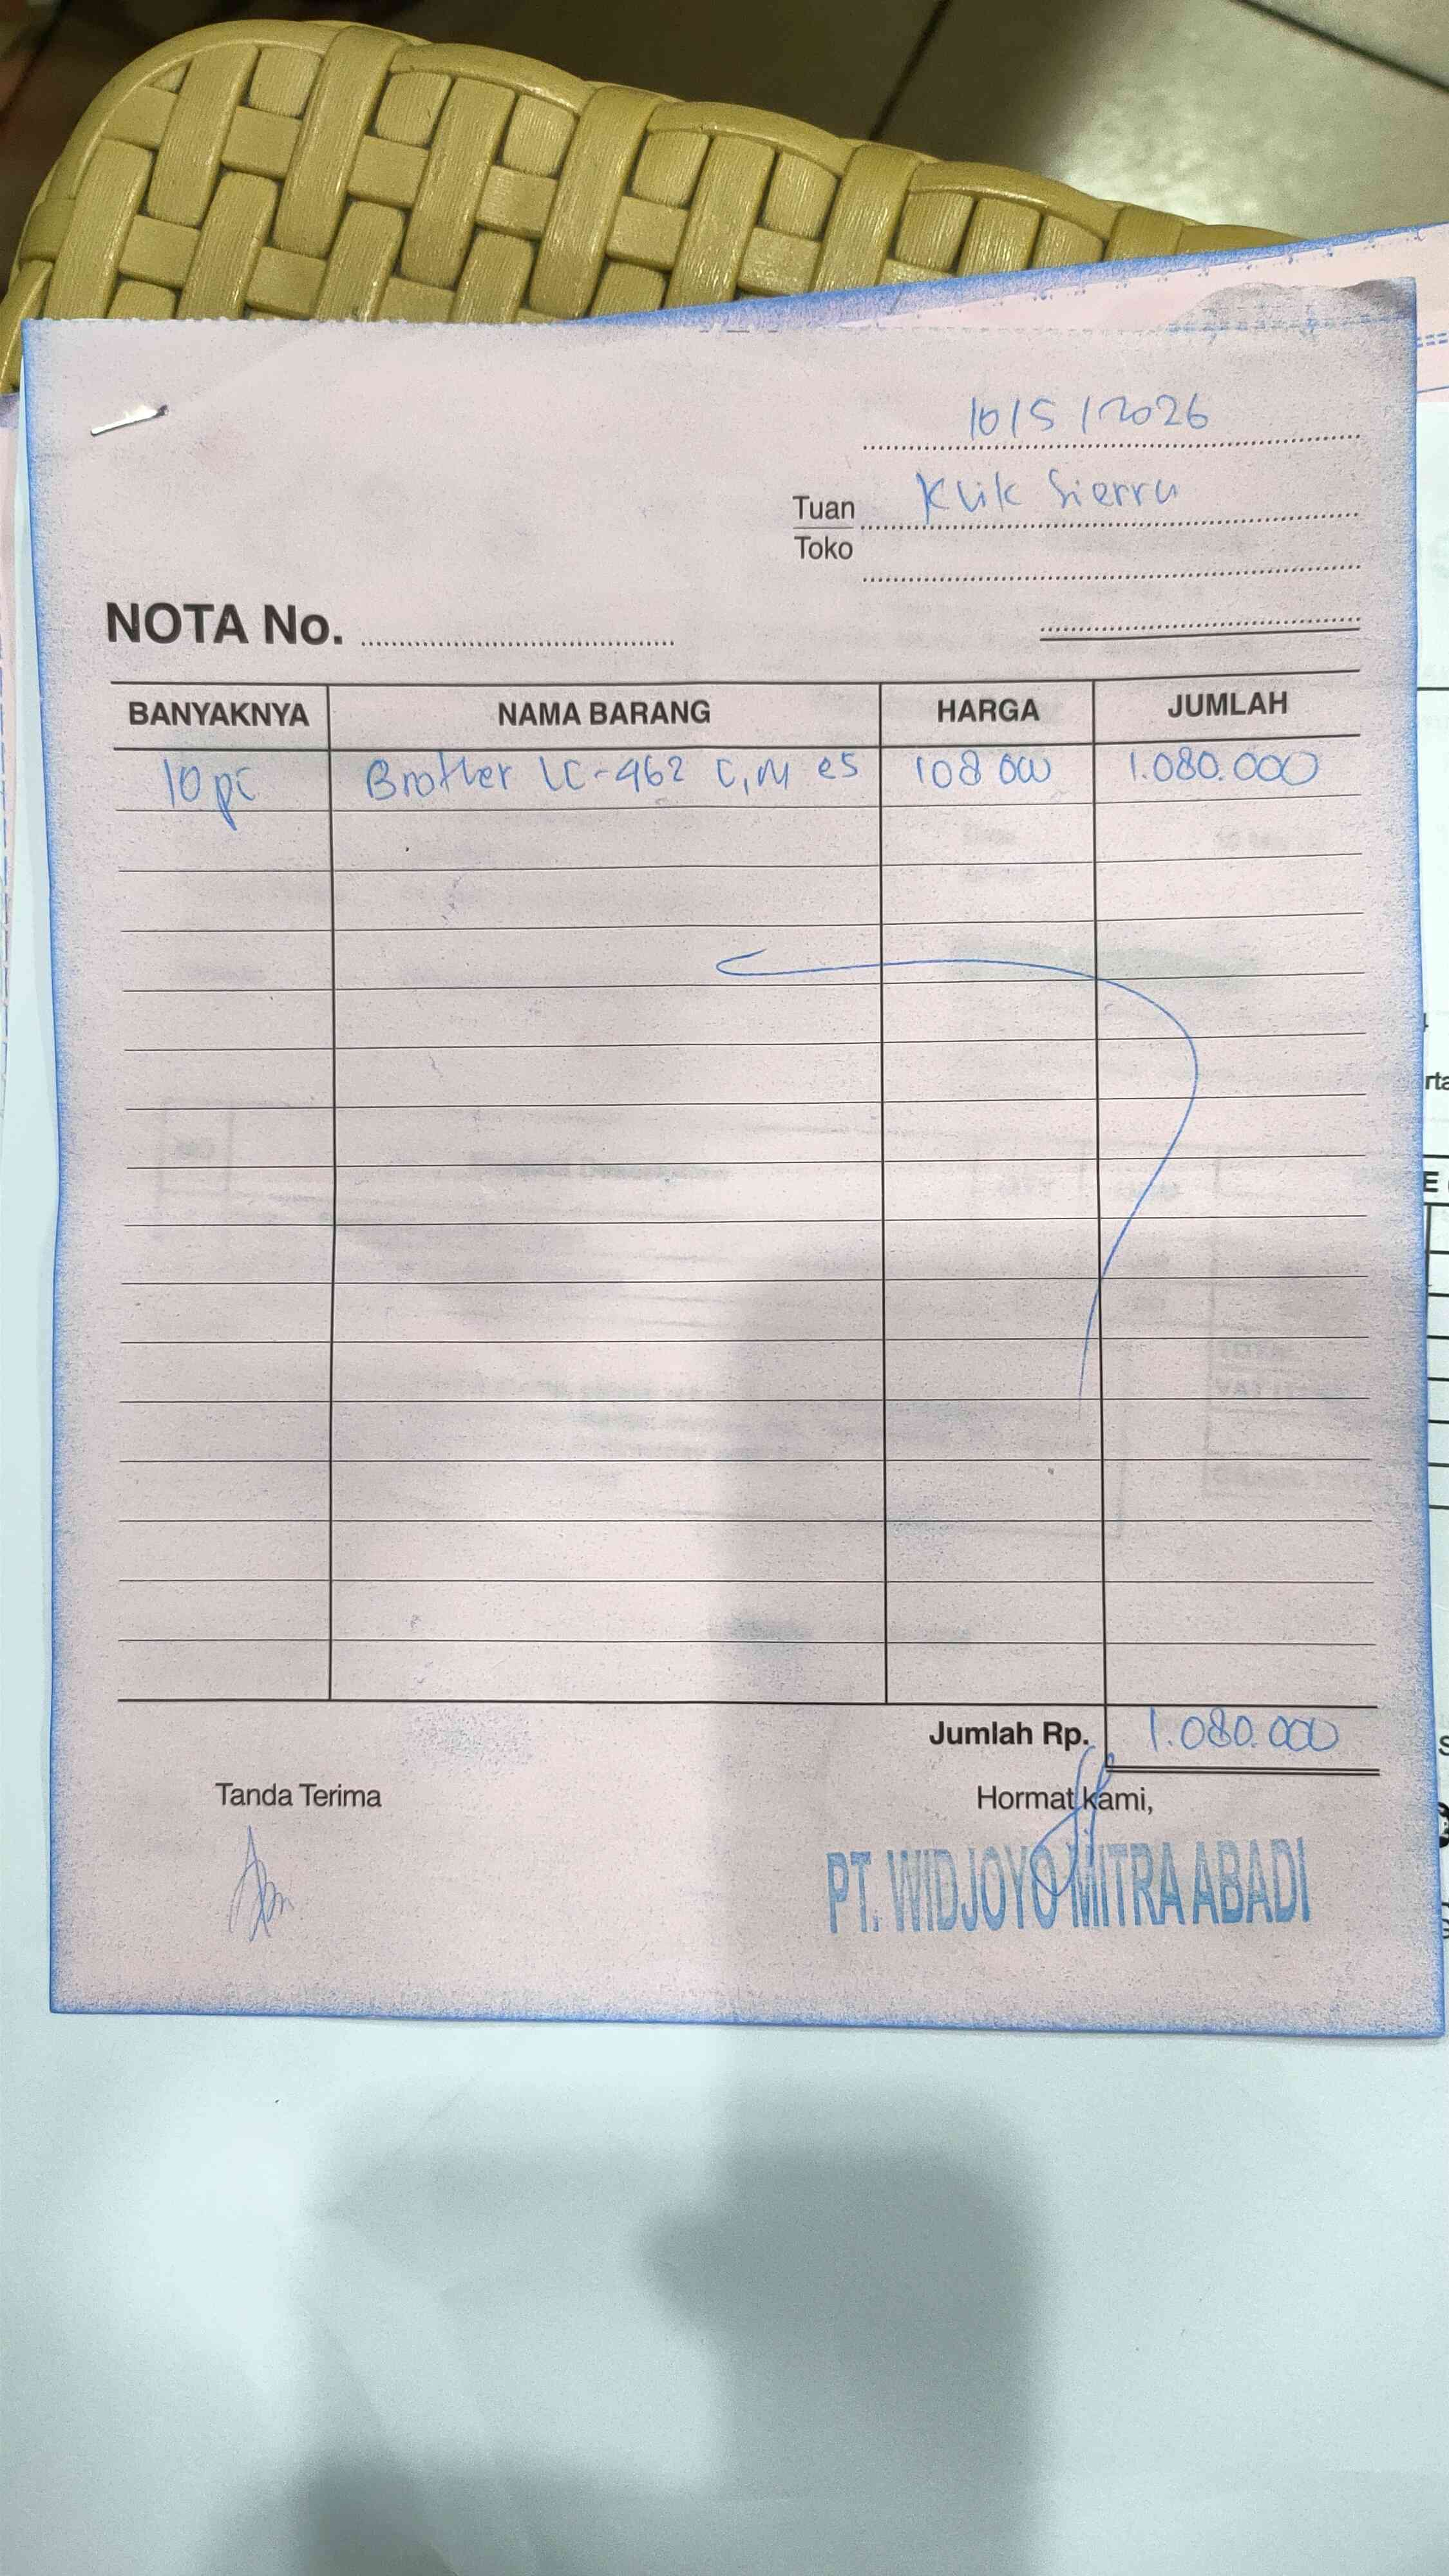 10/5/2026
Tuan Klik Sierra
Toko
NOTA No.
BANYAKNYA NAMA BARANG HARGA JUMLAH
10 pc Brother LC-462 C, M @5 108 000 1.080.000
Jumlah Rp. 1.080.000
Tanda Terima Hormat kami,
PT. WIDJOYO MITRA ABADI